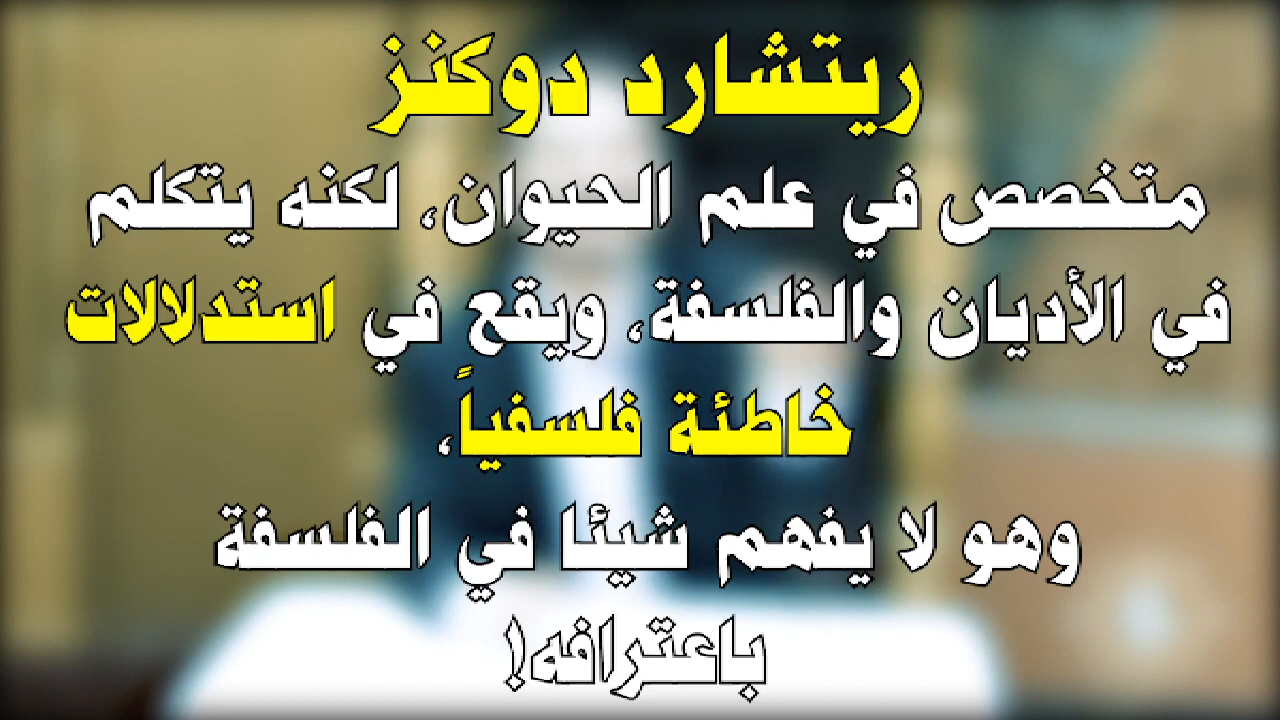 ريتشارد دوكنز
متخصص في علم الحيوان، لكنه يتكلم
في الأديان والفلسفة، ويقع في استدلالات
خاطئة فلسفياً،
وهو لا يفهم شيئا في الفلسفة
باعترافه!